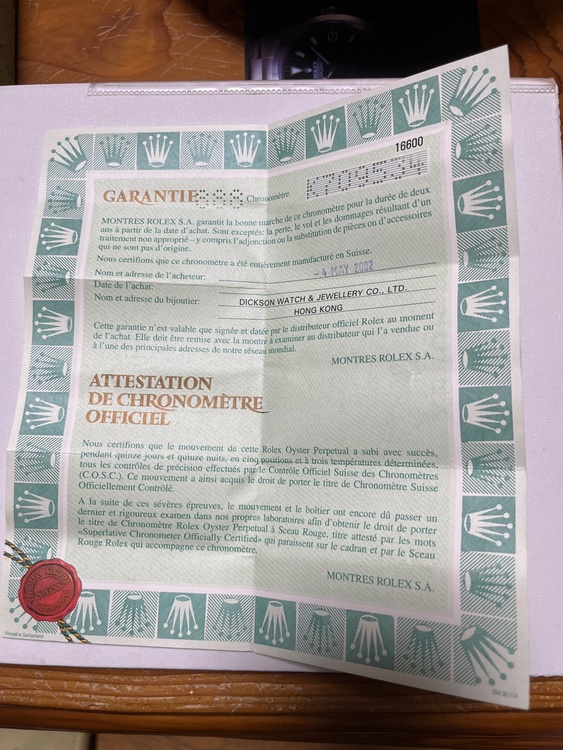 16600
GARANTIE
888 Chronomètre
K709534
MONTRES ROLEX S.A. garantit la bonne marche de ce chronomètre pour la durée de deux
ans à partir de la date d'achat. Sont exceptés: la perte, le vol et les dommages résultant d'un
traitement non approprié – y compris l'adjonction ou la substitution de pièces ou d'accessoires
qui ne sont pas d'origine.
Nous certifions que ce chronomètre a été entièrement manufacturé en Suisse.
Nom et adresse de l'acheteur:
Date de l'achat: - 4 MAY 2002
Nom et adresse du bijoutier: DICKSON WATCH & JEWELLERY CO., LTD.
HONG KONG
Cette garantie n'est valable que signée et datée par le distributeur officiel Rolex au moment
de l'achat. Elle doit être remise avec la montre à examiner au distributeur qui l'a vendue ou
à l'une des principales adresses de notre réseau mondial.
MONTRES ROLEX S.A.
ATTESTATION
DE CHRONOMÈTRE
OFFICIEL
Nous certifions que le mouvement de cette Rolex Oyster Perpetual a subi avec succès,
pendant quinze jours et quinze nuits, en cinq positions et à trois températures déterminées,
tous les contrôles de précision effectués par le Contrôle Officiel Suisse des Chronomètres
(C.O.S.C.). Ce mouvement a ainsi acquis le droit de porter le titre de Chronomètre Suisse
Officiellement Contrôlé.
A la suite de ces sévères épreuves, le mouvement et le boîtier ont encore dû passer un
dernier et rigoureux examen dans nos propres laboratoires afin d'obtenir le droit de porter
le titre de Chronomètre Rolex Oyster Perpetual à Sceau Rouge, titre attesté par les mots
«Superlative Chronometer Officially Certified» qui paraissent sur le cadran et par le Sceau
Rouge Rolex qui accompagne ce chronomètre.
MONTRES ROLEX S.A.
Printed in Switzerland